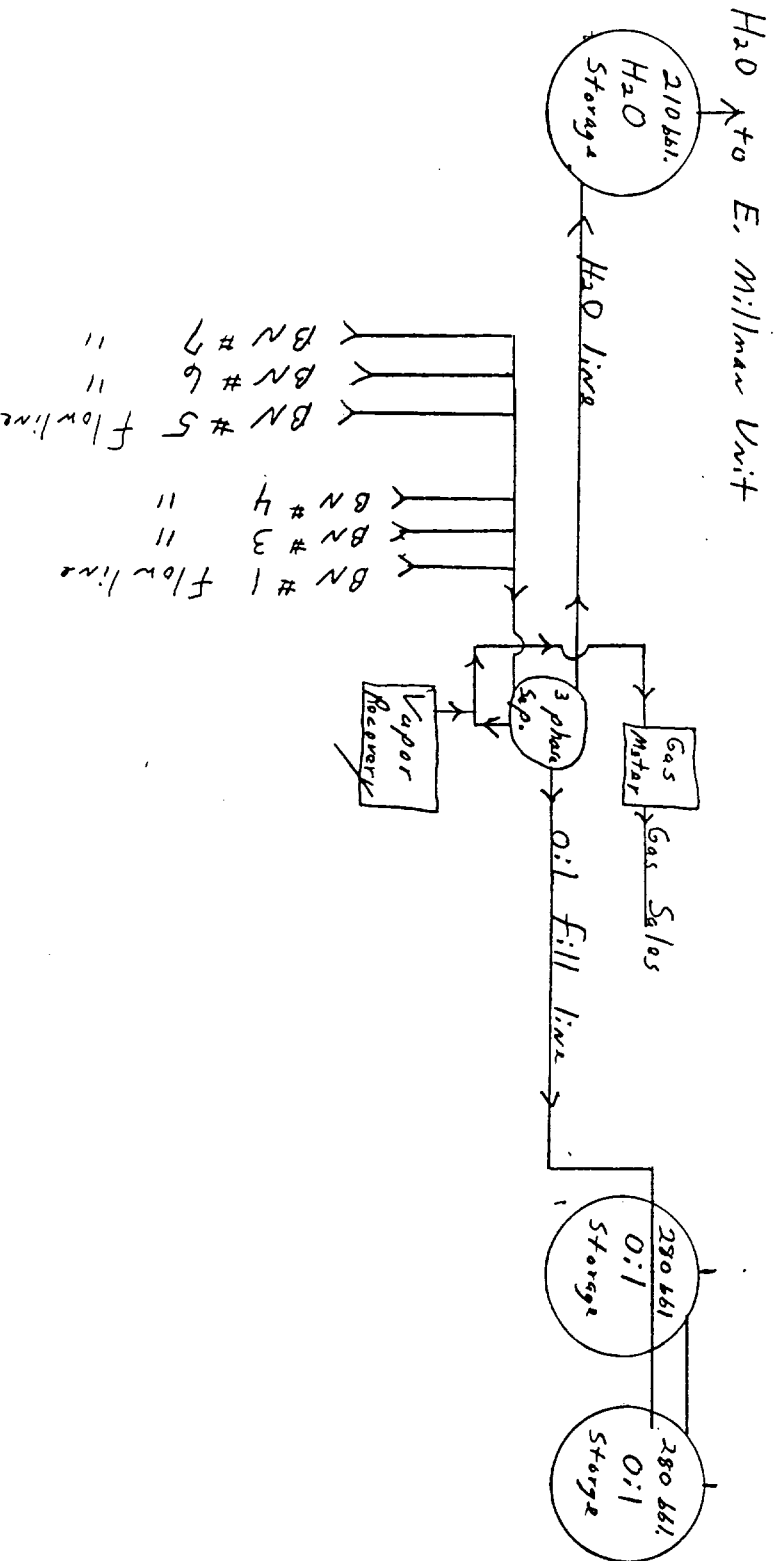 H2O to E. Millman Unit
210 bbl.
H2O
Storage
H2O line
BN #7 "
BN #6 "
BN #5 Flowline
BN #4 "
BN #3 "
BN #1 Flowline
3 phase
Sep.
Vapor
Recovery
Gas
Meter
Gas Sales
Oil fill line
280 bbl
Oil
Storage
280 bbl.
Oil
Storge